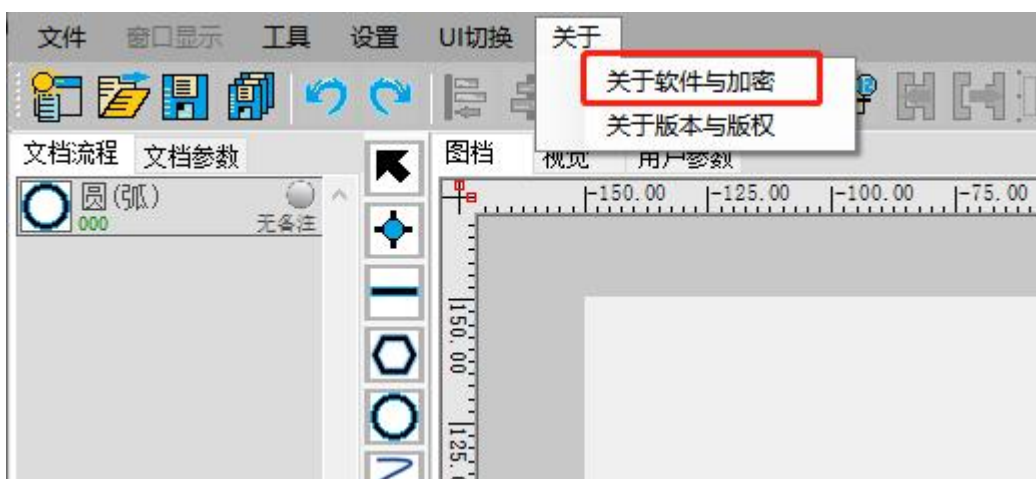 文件 窗口显示 工具 设置 UI切换 关于
关于软件与加密
关于版本与版权
文档流程 文档参数
图档 视觉 用户参数
圆(弧)
000 无备注
-150.00 -125.00 -100.00 -75.00
150.00
125.